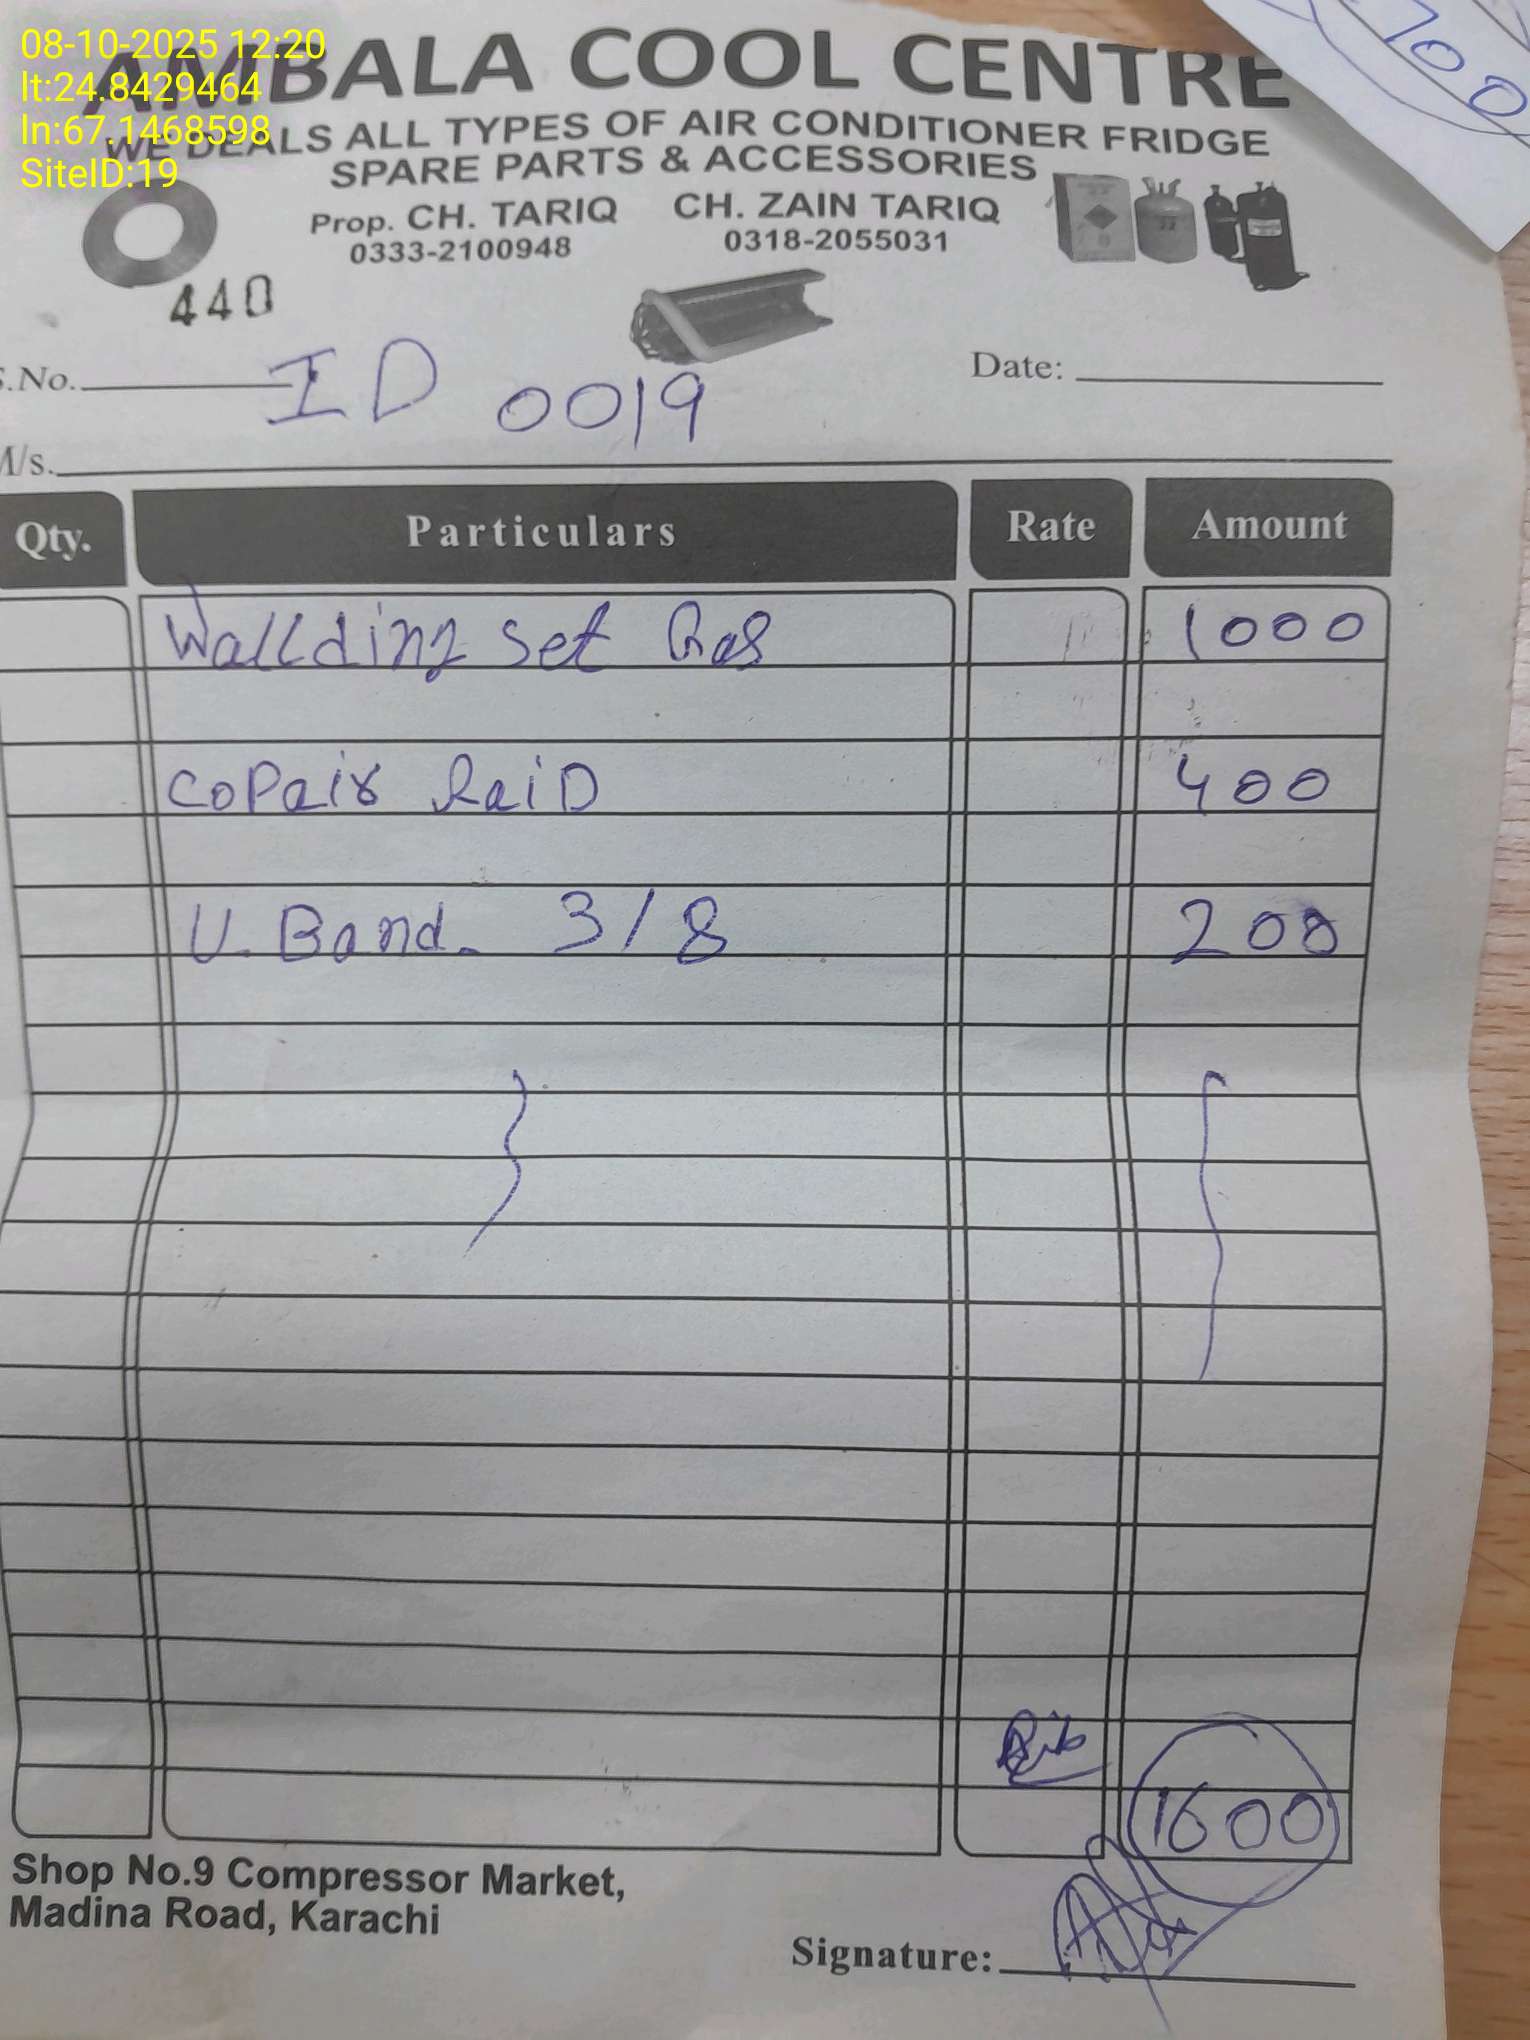 08-10-2025 12:20
lt:24.8429464
ln:67.1468598
SiteID:19
AMBALA COOL CENTRE
WE DEALS ALL TYPES OF AIR CONDITIONER FRIDGE
SPARE PARTS & ACCESSORIES
Prop. CH. TARIQ CH. ZAIN TARIQ
0333-2100948 0318-2055031
440
S.No. ID 0019 Date:
M/s.
Qty. Particulars Rate Amount
Wallding Set Gas 1000
Copair RaiD 400
U. Band. 3/8 200
1600
Shop No.9 Compressor Market,
Madina Road, Karachi
Signature: